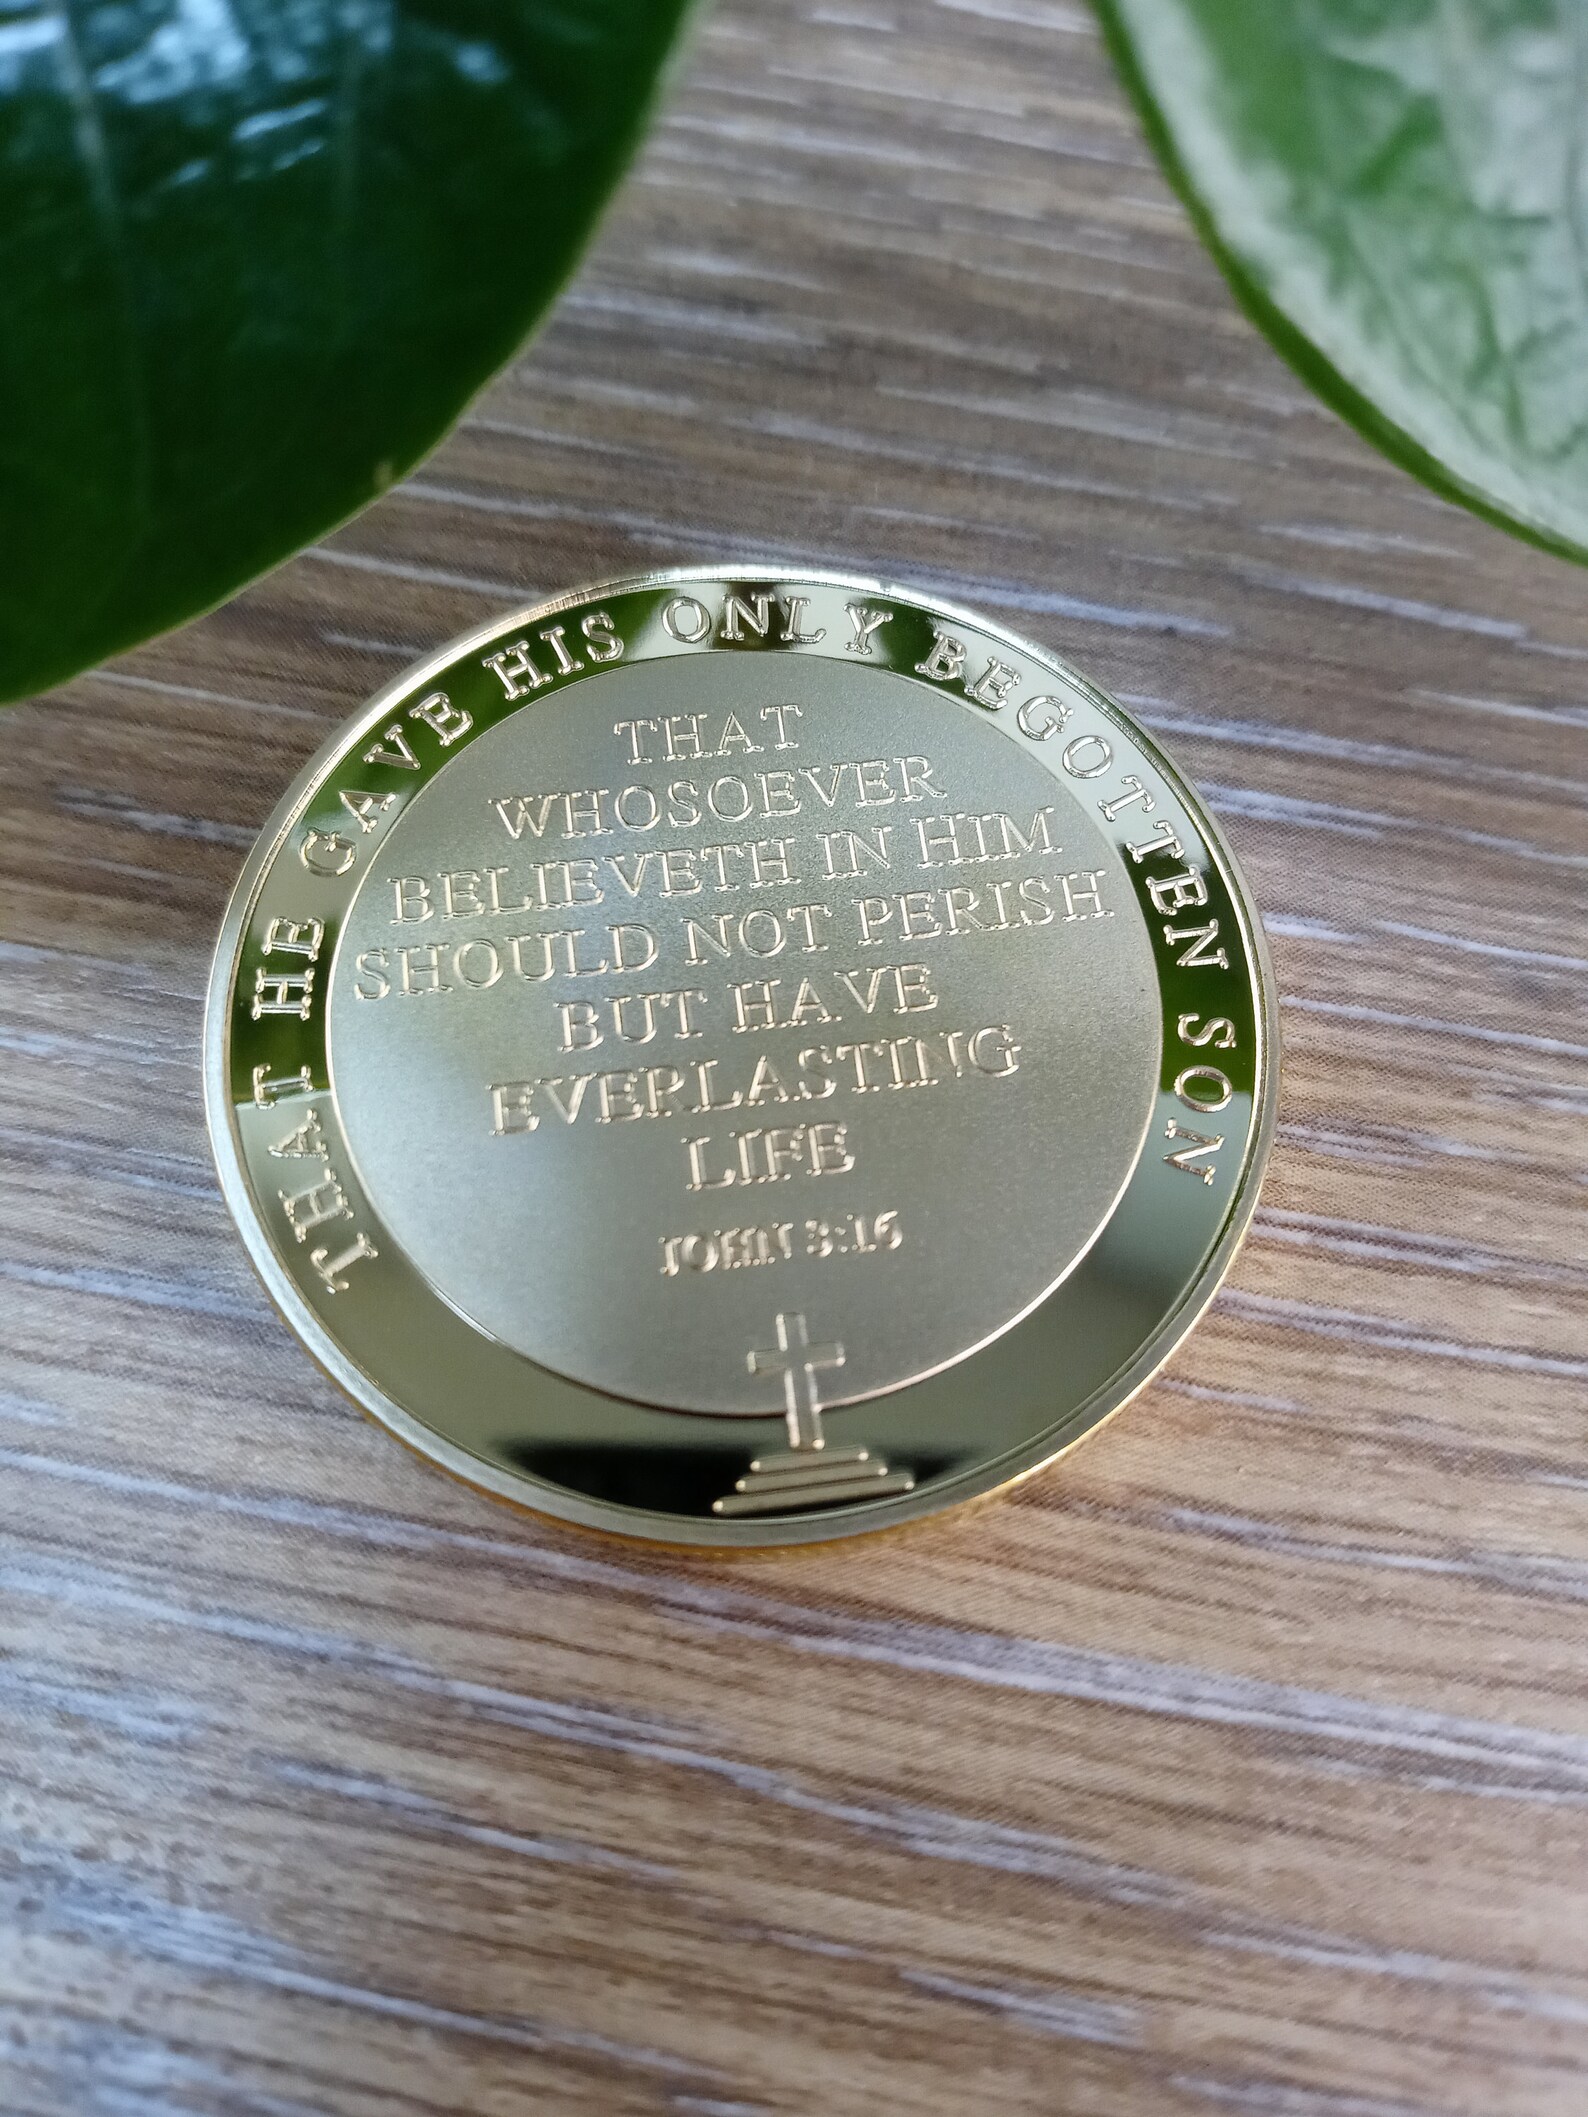 THAT HE GAVE HIS ONLY BEGOTTEN SON
THAT
WHOSOEVER
BELIEVETH IN HIM
SHOULD NOT PERISH
BUT HAVE
EVERLASTING
LIFE
JOHN 3:16